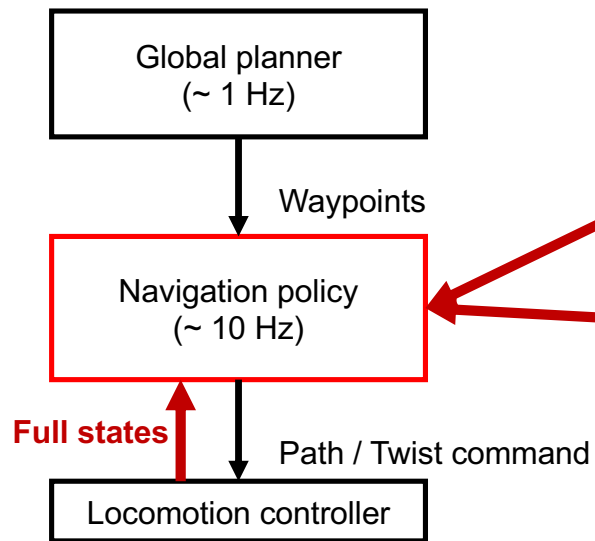 Global planner
(~ 1 Hz)
Waypoints
Navigation policy
(~ 10 Hz)
Full states
Path / Twist command
Locomotion controller